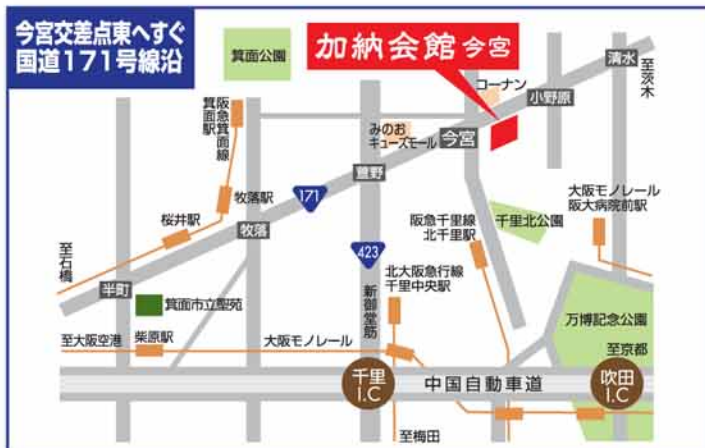 今宮交差点東へすぐ
国道171号線沿
加納会館 今宮
箕面公園
清水
至茨木
コーナン
小野原
阪急箕面線
箕面駅
みのお
キューズモール
今宮
萱野
171
牧落駅
牧落
桜井駅
至石橋
半町
箕面市立聖苑
423
新御堂筋
阪急千里線
北千里駅
千里北公園
大阪モノレール
阪大病院前駅
北大阪急行線
千里中央駅
万博記念公園
至大阪空港
柴原駅
大阪モノレール
至京都
千里
I.C
中国自動車道
吹田
I.C
至梅田